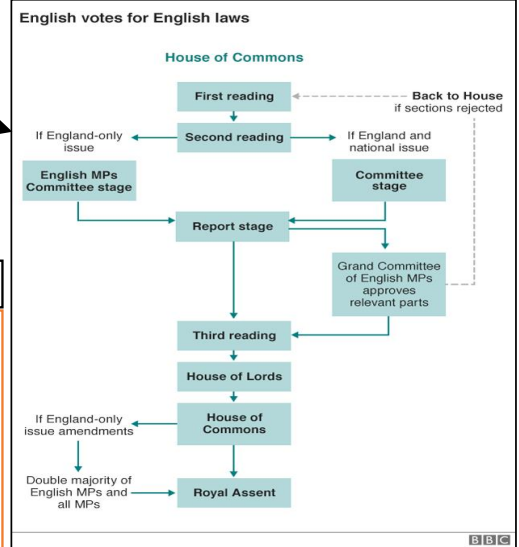 English votes for English laws
House of Commons
First reading
Back to House
if sections rejected
If England-only
issue
Second reading
If England and
national issue
English MPs
Committee stage
Committee
stage
Report stage
Grand Committee
of English MPs
approves
relevant parts
Third reading
House of Lords
If England-only
issue amendments
House of
Commons
Double majority of
English MPs and
all MPs
Royal Assent
BBC